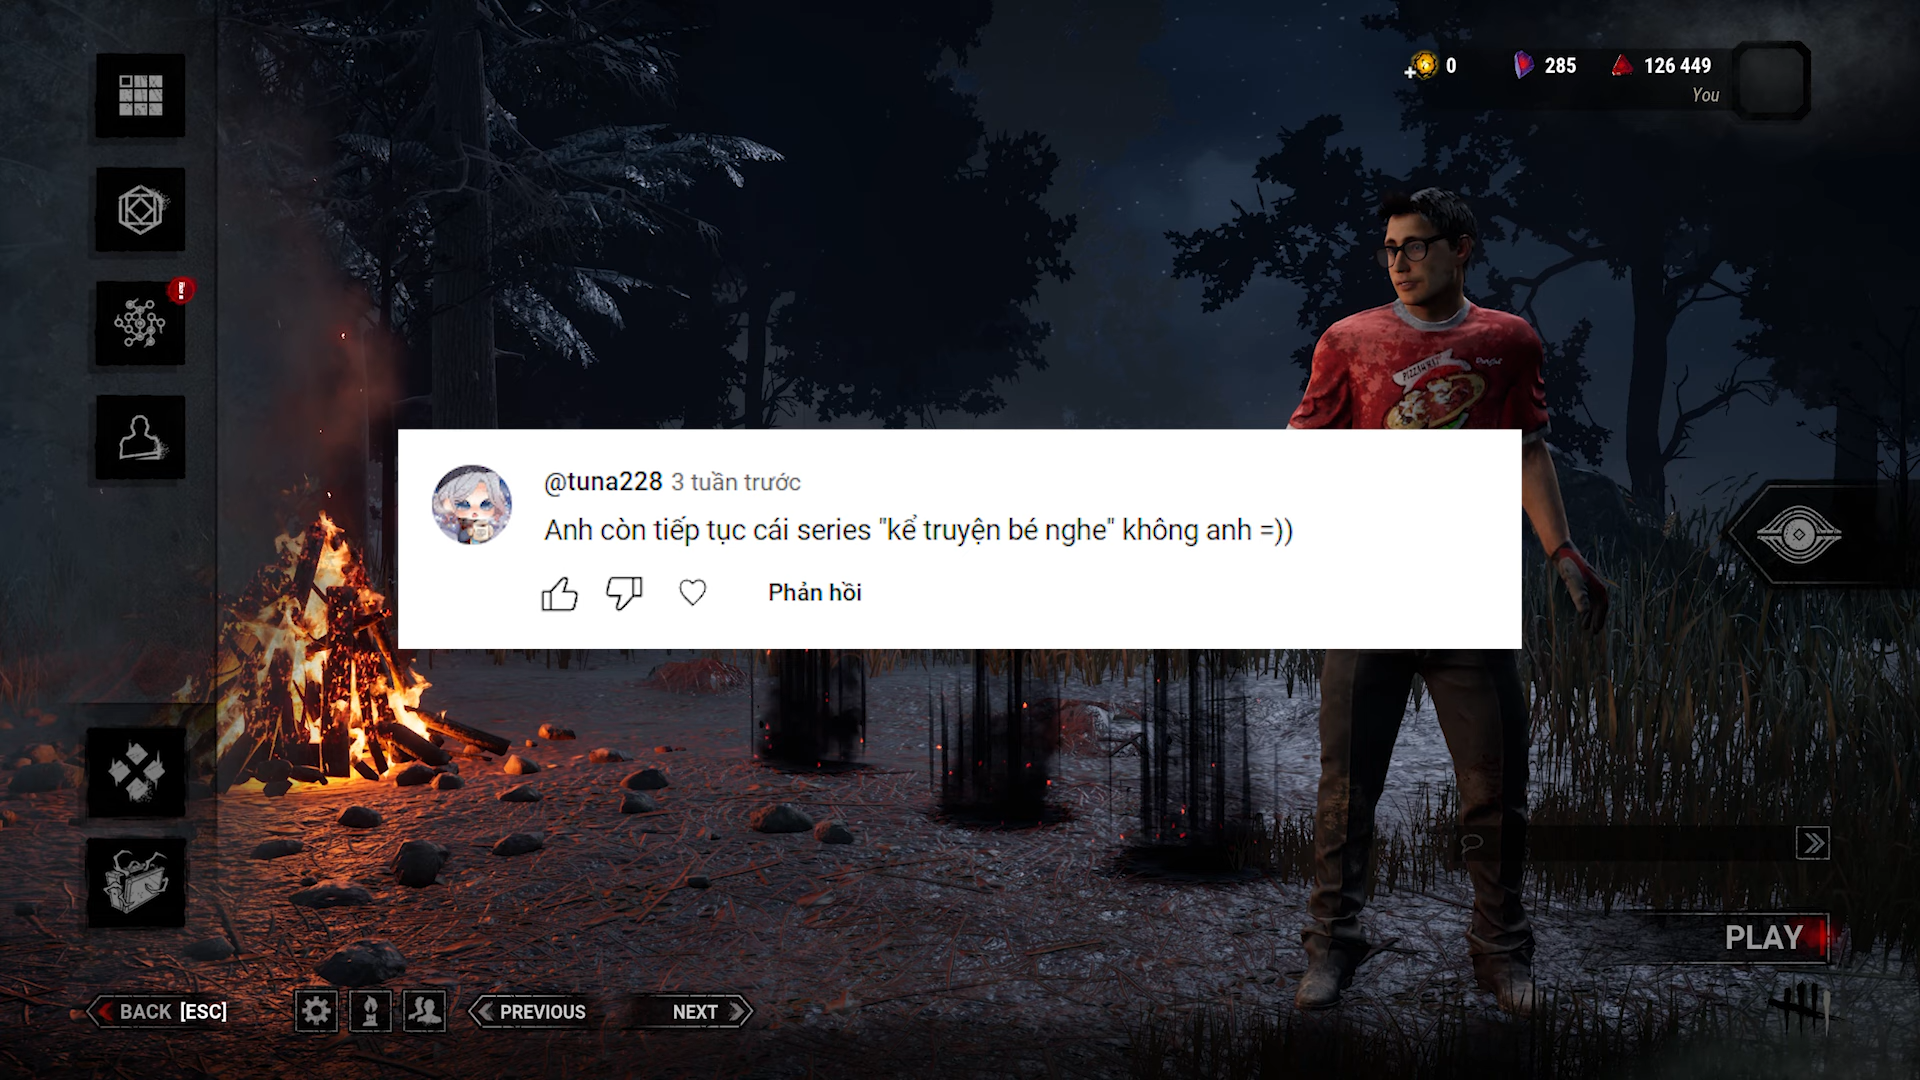 0
285
126 449
You
PIZZAWHAT
@tuna228 3 tuần trước
Anh còn tiếp tục cái series "kể truyện bé nghe" không anh =))
Phản hồi
PLAY
BACK [ESC]
PREVIOUS
NEXT